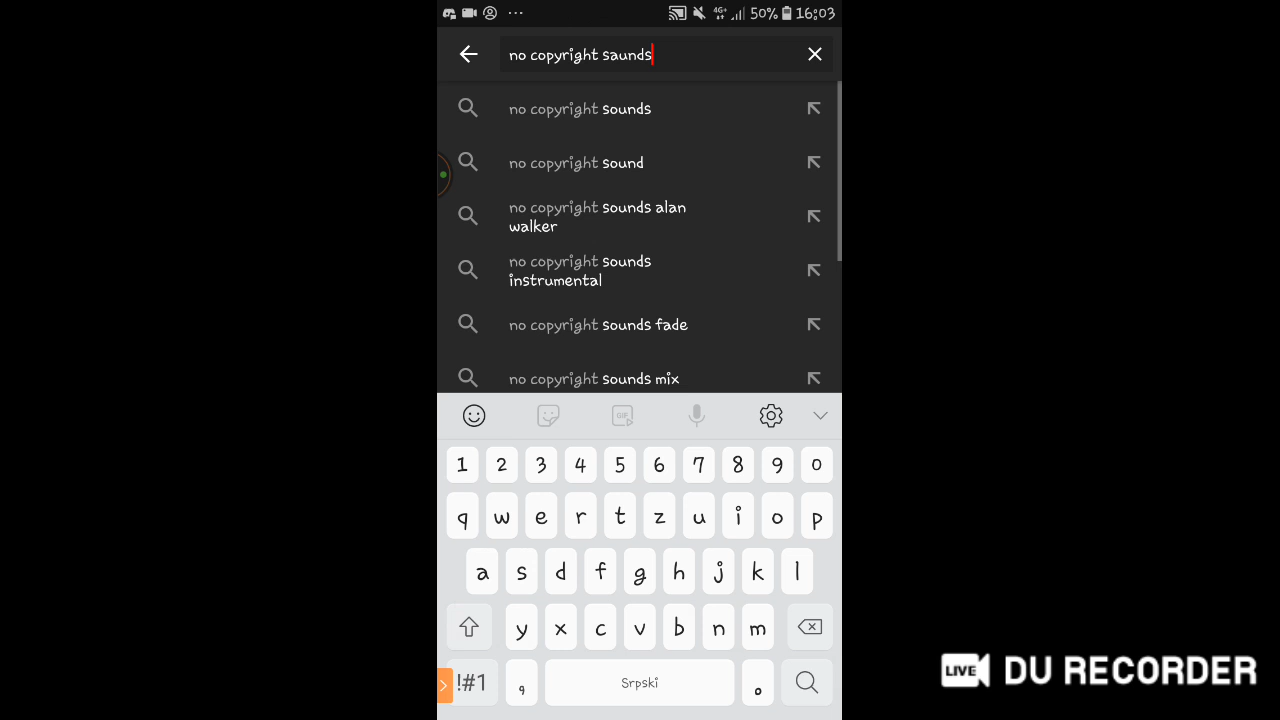 4G+ 50% 16:03
no copyright saunds
no copyright sounds
no copyright sound
no copyright sounds alan
walker
no copyright sounds
instrumental
no copyright sounds fade
no copyright sounds mix
GIF
1 2 3 4 5 6 7 8 9 0
q w e r t z u i o p
a s d f g h j k l
y x c v b n m
!#1 , Srpski .
LIVE DU RECORDER